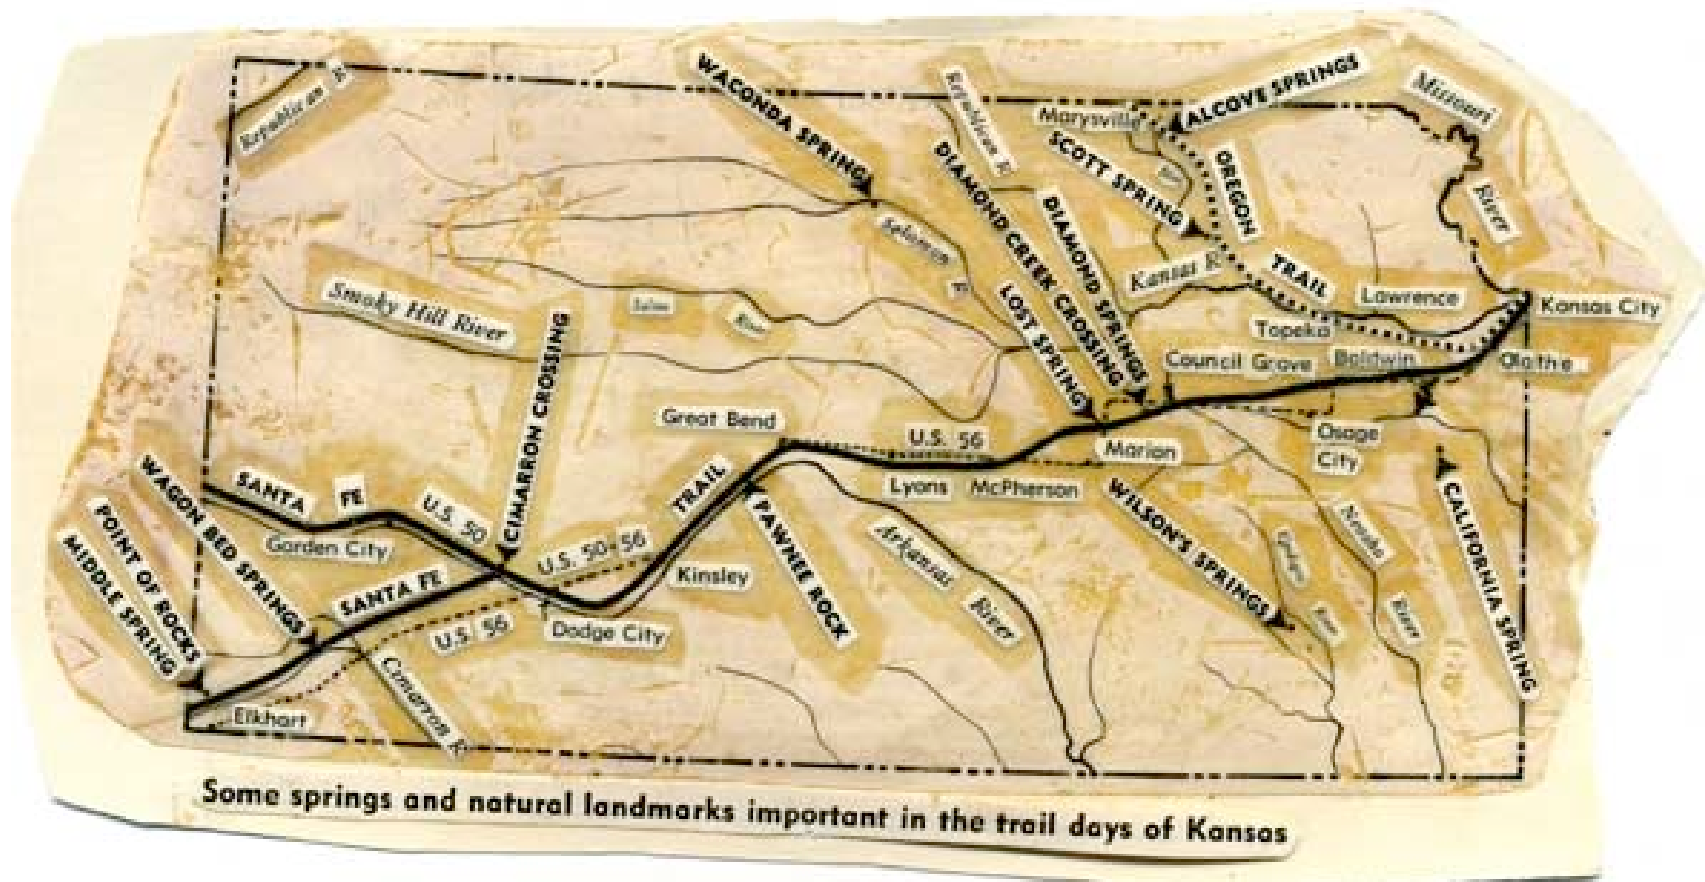 Republican
WACONDA SPRING
Republican R.
Marysville
ALCOVE SPRINGS
Missouri
River
SCOTT SPRING
OREGON
TRAIL
DIAMOND CREEK CROSSING
DIAMOND SPRINGS
LOST SPRING
Solomon
R.
Kansas R.
Lawrence
Topeka
Kansas City
Smoky Hill River
Saline
River
CIMARRON CROSSING
Council Grove
Baldwin
Olathe
Great Bend
U.S. 56
Marian
Osage
City
Lyons
McPherson
WAGON BED SPRINGS
POINT OF ROCKS
MIDDLE SPRING
SANTA
FE
U.S. 50
TRAIL
Garden City
SANTA FE
U.S. 50-56
Kinsley
PAWNEE ROCK
Arkansas
River
WILSON'S SPRINGS
Neosho
River
CALIFORNIA SPRING
U.S. 56
Dodge City
Cimarron R.
Elkhart
Some springs and natural landmarks important in the trail days of Kansas